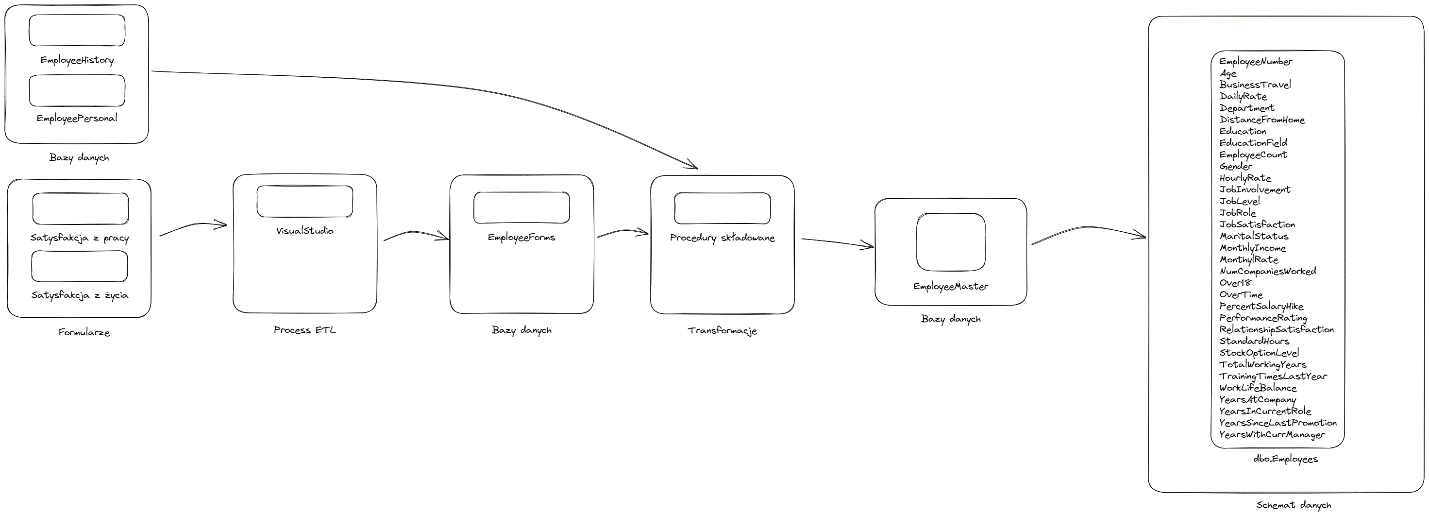 EmployeeHistory
EmployeePersonal
Bazy danych
Satysfakcja z pracy
Satysfakcja z życia
Formularze
VisualStudio
Process ETL
EmployeeForms
Bazy danych
Procedury składowane
Transformacje
EmployeeMaster
Bazy danych
EmployeeNumber
Age
BusinessTravel
DailyRate
Department
DistanceFromHome
Education
EducationField
EmployeeCount
Gender
HourlyRate
JobInvolvement
JobLevel
JobRole
JobSatisfaction
MaritalStatus
MonthlyIncome
MonthylRate
NumCompaniesWorked
Over18
OverTime
PercentSalaryHike
PerformanceRating
RelationshipSatisfaction
StandardHours
StockOptionLevel
TotalWorkingYears
TrainingTimesLastYear
WorkLifeBalance
YearsAtCompany
YearsInCurrentRole
YearsSinceLastPromotion
YearsWithCurrManager
dbo.Employees
Schemat danych